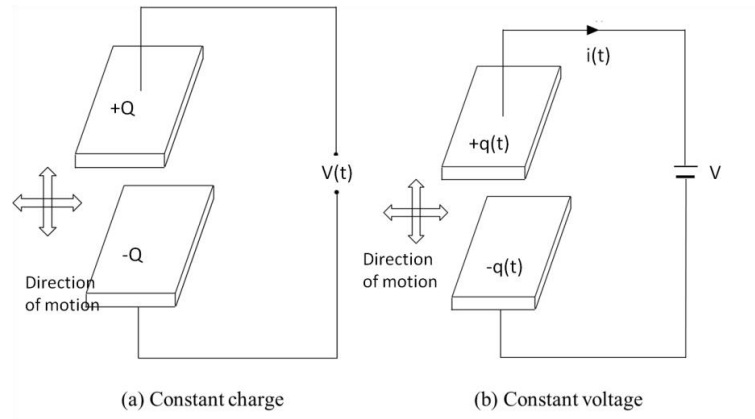 +Q
V(t)
-Q
Direction
of motion
(a) Constant charge
i(t)
+q(t)
V
Direction
of motion
-q(t)
(b) Constant voltage